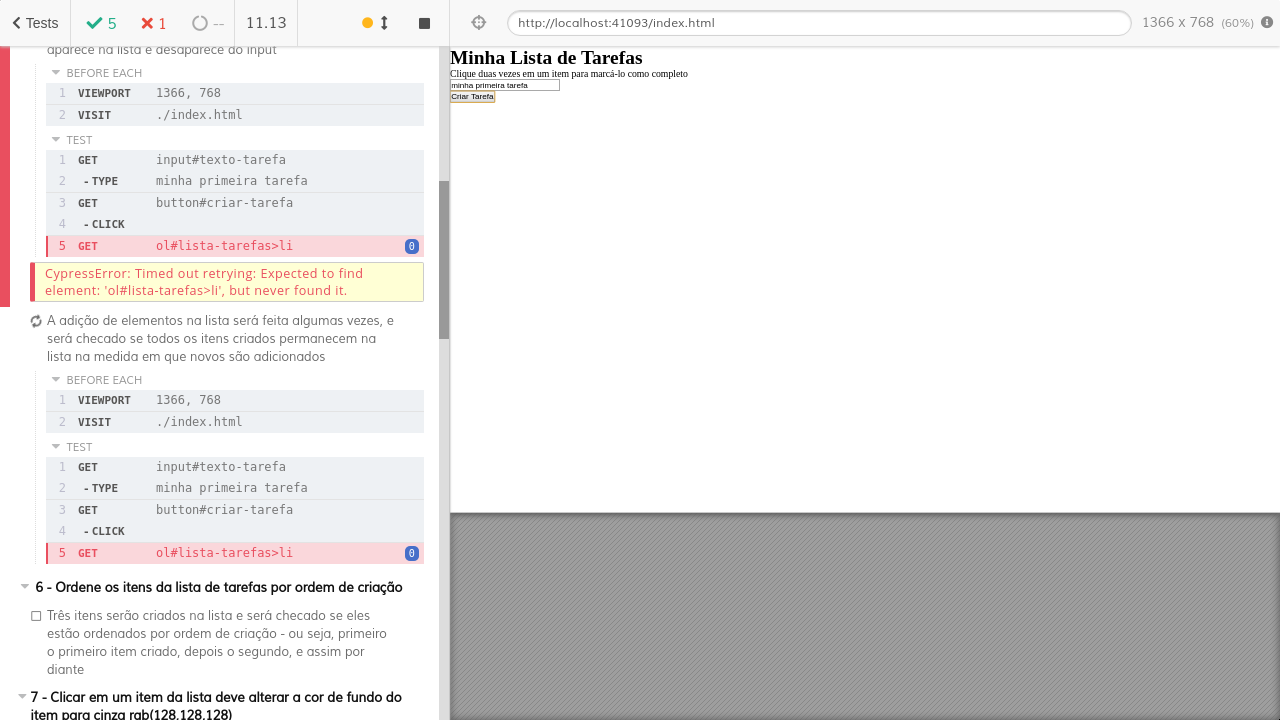 Tests 5 1 -- 11.13
http://localhost:41093/index.html 1366 x 768 (60%)
aparece na lista e desaparece do input
BEFORE EACH
1 VIEWPORT 1366, 768
2 VISIT ./index.html
TEST
1 GET input#texto-tarefa
2 - TYPE minha primeira tarefa
3 GET button#criar-tarefa
4 - CLICK
5 GET ol#lista-tarefas>li 0
CypressError: Timed out retrying: Expected to find
element: 'ol#lista-tarefas>li', but never found it.
A adição de elementos na lista será feita algumas vezes, e
será checado se todos os itens criados permanecem na
lista na medida em que novos são adicionados
BEFORE EACH
1 VIEWPORT 1366, 768
2 VISIT ./index.html
TEST
1 GET input#texto-tarefa
2 - TYPE minha primeira tarefa
3 GET button#criar-tarefa
4 - CLICK
5 GET ol#lista-tarefas>li 0
6 - Ordene os itens da lista de tarefas por ordem de criação
Três itens serão criados na lista e será checado se eles
estão ordenados por ordem de criação - ou seja, primeiro
o primeiro item criado, depois o segundo, e assim por
diante
7 - Clicar em um item da lista deve alterar a cor de fundo do
item para cinza rgb(128,128,128)
Minha Lista de Tarefas
Clique duas vezes em um item para marcá-lo como completo
minha primeira tarefa
Criar Tarefa